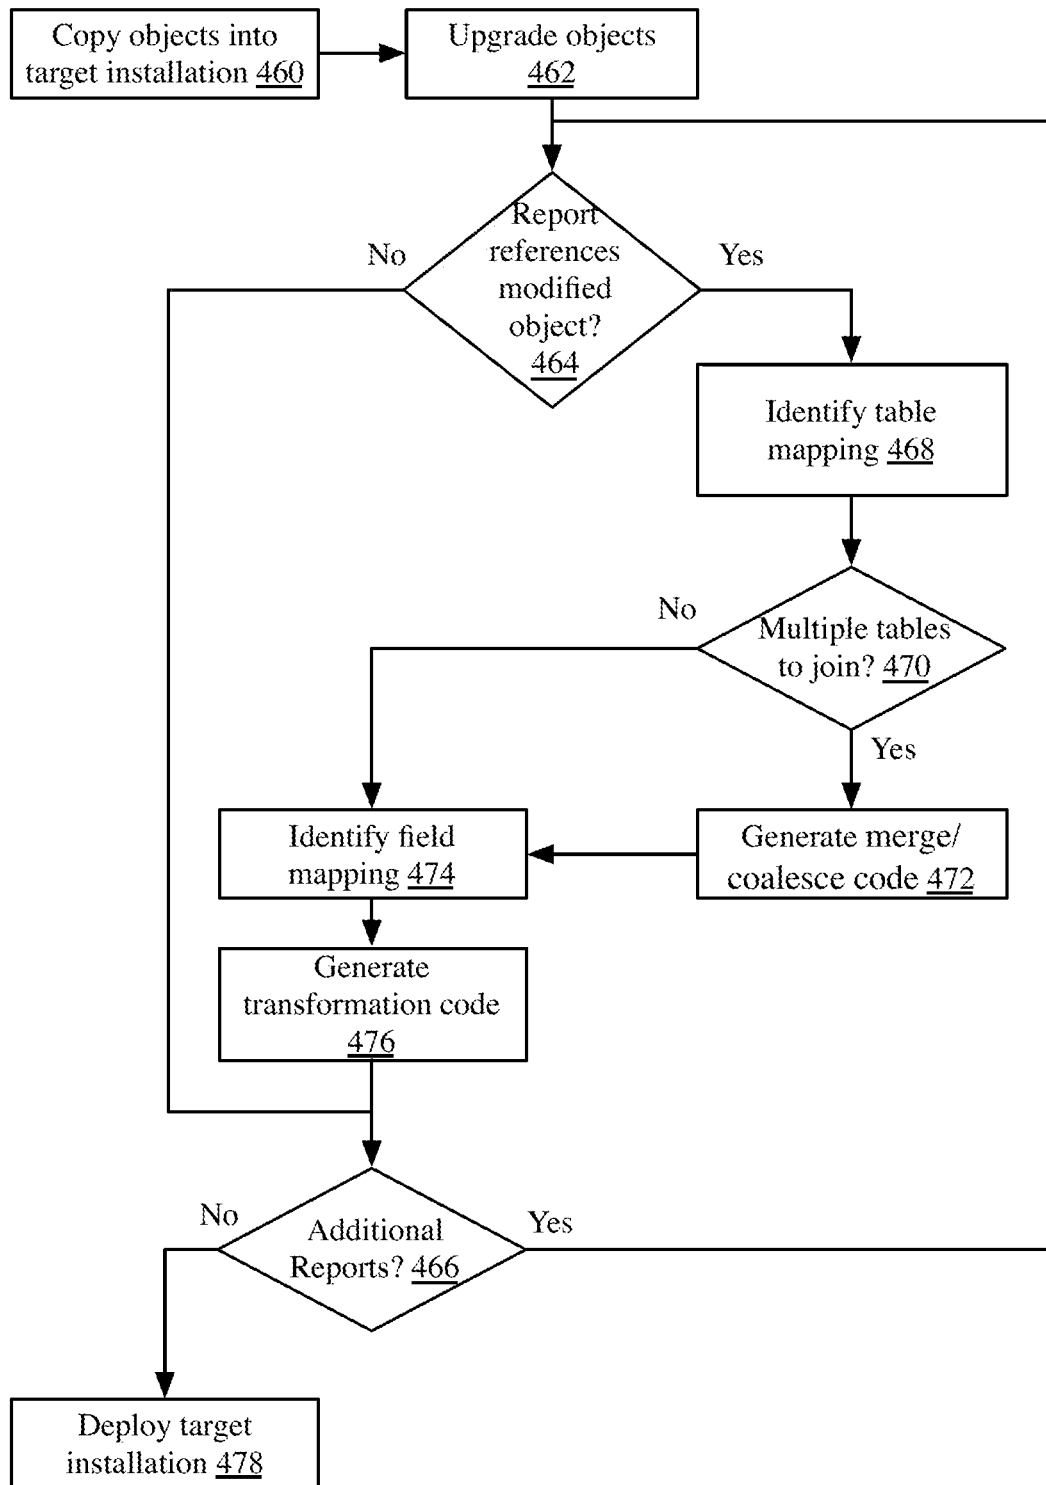 Copy objects into
target installation 460
Upgrade objects
462
Report
references
modified
object?
464
No
Yes
Identify table
mapping 468
No
Multiple tables
to join? 470
Yes
Identify field
mapping 474
Generate merge/
coalesce code 472
Generate
transformation code
476
No
Additional
Reports? 466
Yes
Deploy target
installation 478